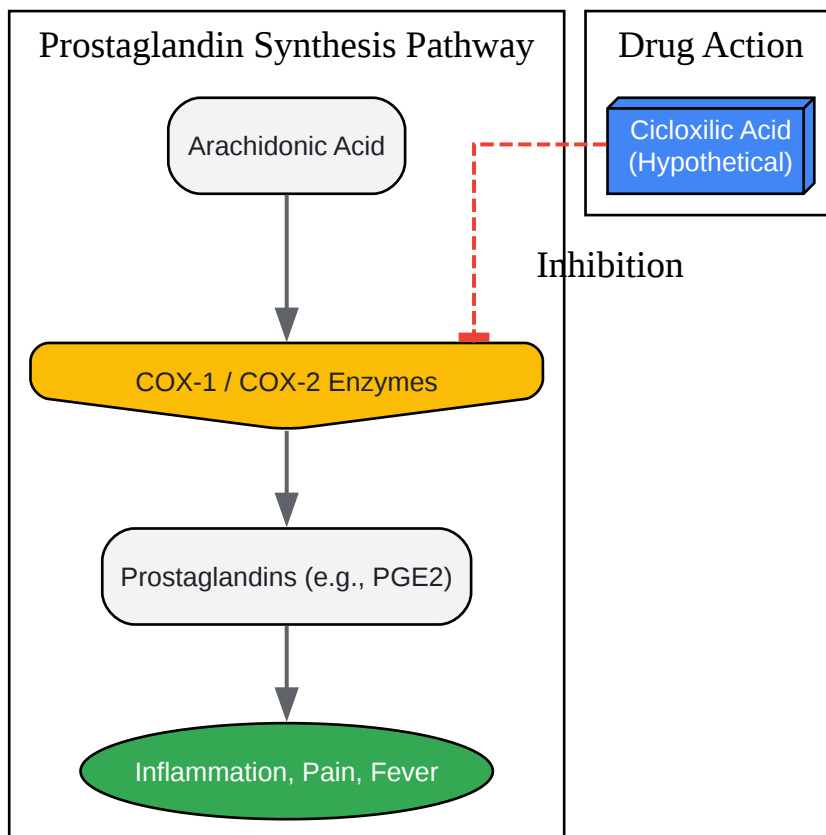 Prostaglandin Synthesis Pathway
Drug Action
Arachidonic Acid
Cicloxilic Acid
(Hypothetical)
Inhibition
COX-1 / COX-2 Enzymes
Prostaglandins (e.g., PGE2)
Inflammation, Pain, Fever